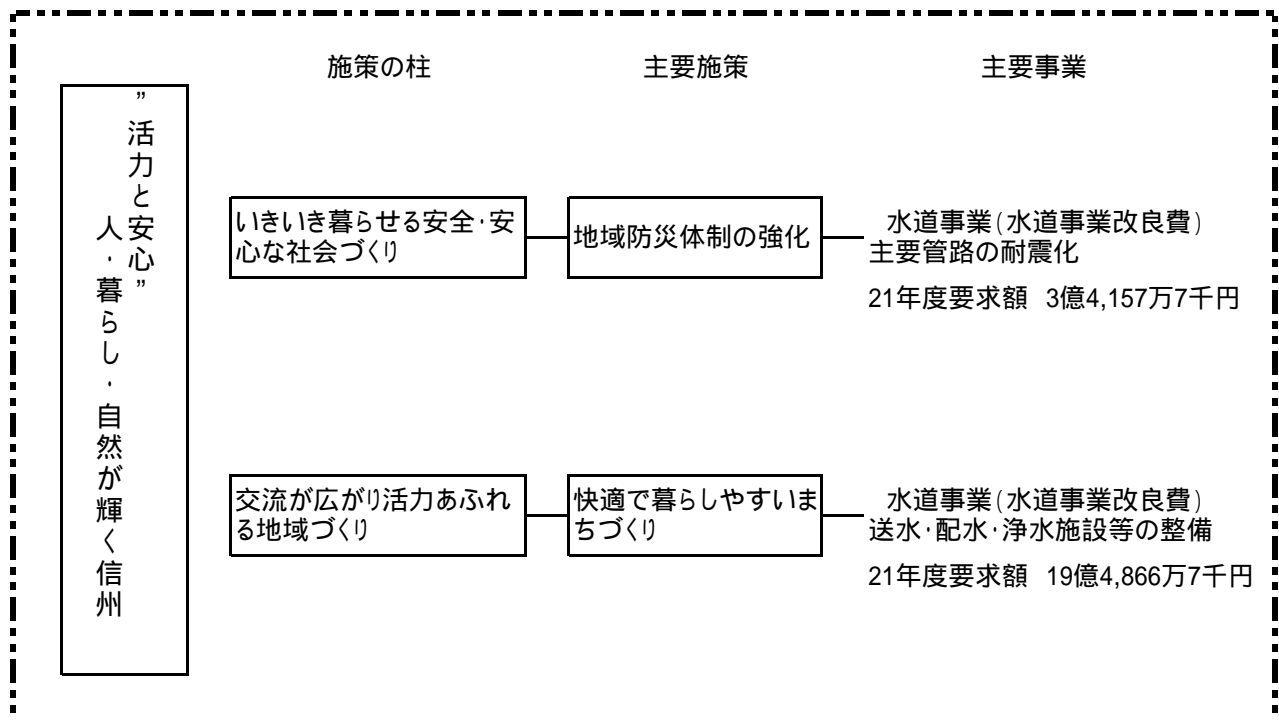 施策の柱
主要施策
主要事業
”活力と安心”
人・暮らし・自然が輝く信州
いきいき暮らせる安全・安
心な社会づくり
地域防災体制の強化
水道事業(水道事業改良費)
主要管路の耐震化
21年度要求額 3億4,157万7千円
交流が広がり活力あふれ
る地域づくり
快適で暮らしやすいま
ちづくり
水道事業(水道事業改良費)
送水・配水・浄水施設等の整備
21年度要求額 19億4,866万7千円